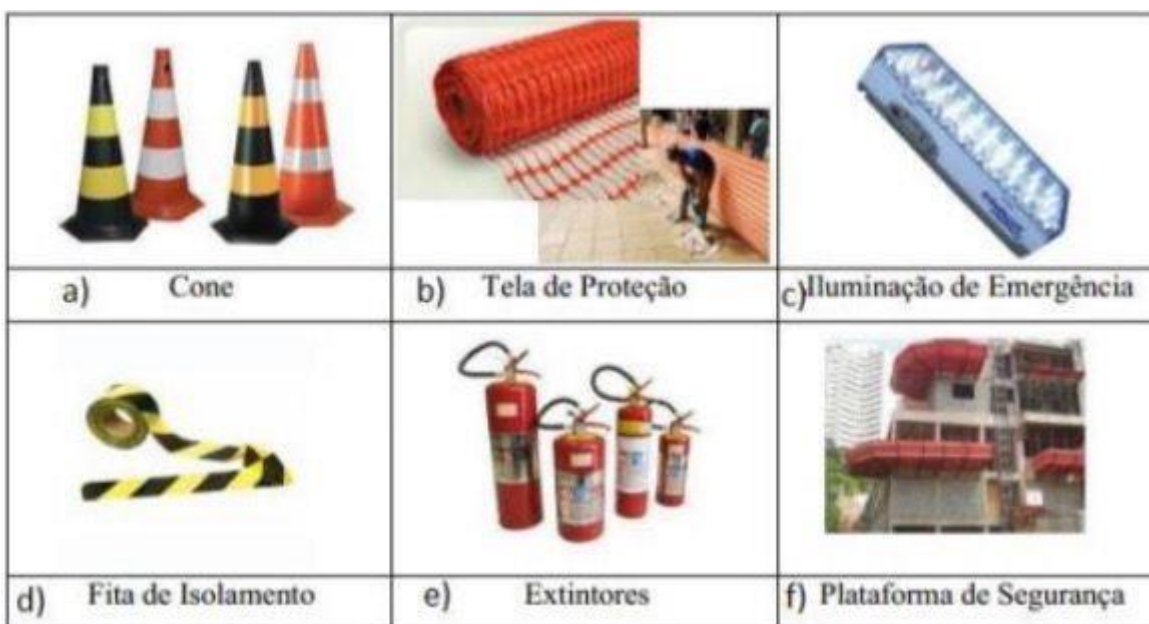 a) Cone
b) Tela de Proteção
c) Iluminação de Emergência
d) Fita de Isolamento
e) Extintores
f) Plataforma de Segurança